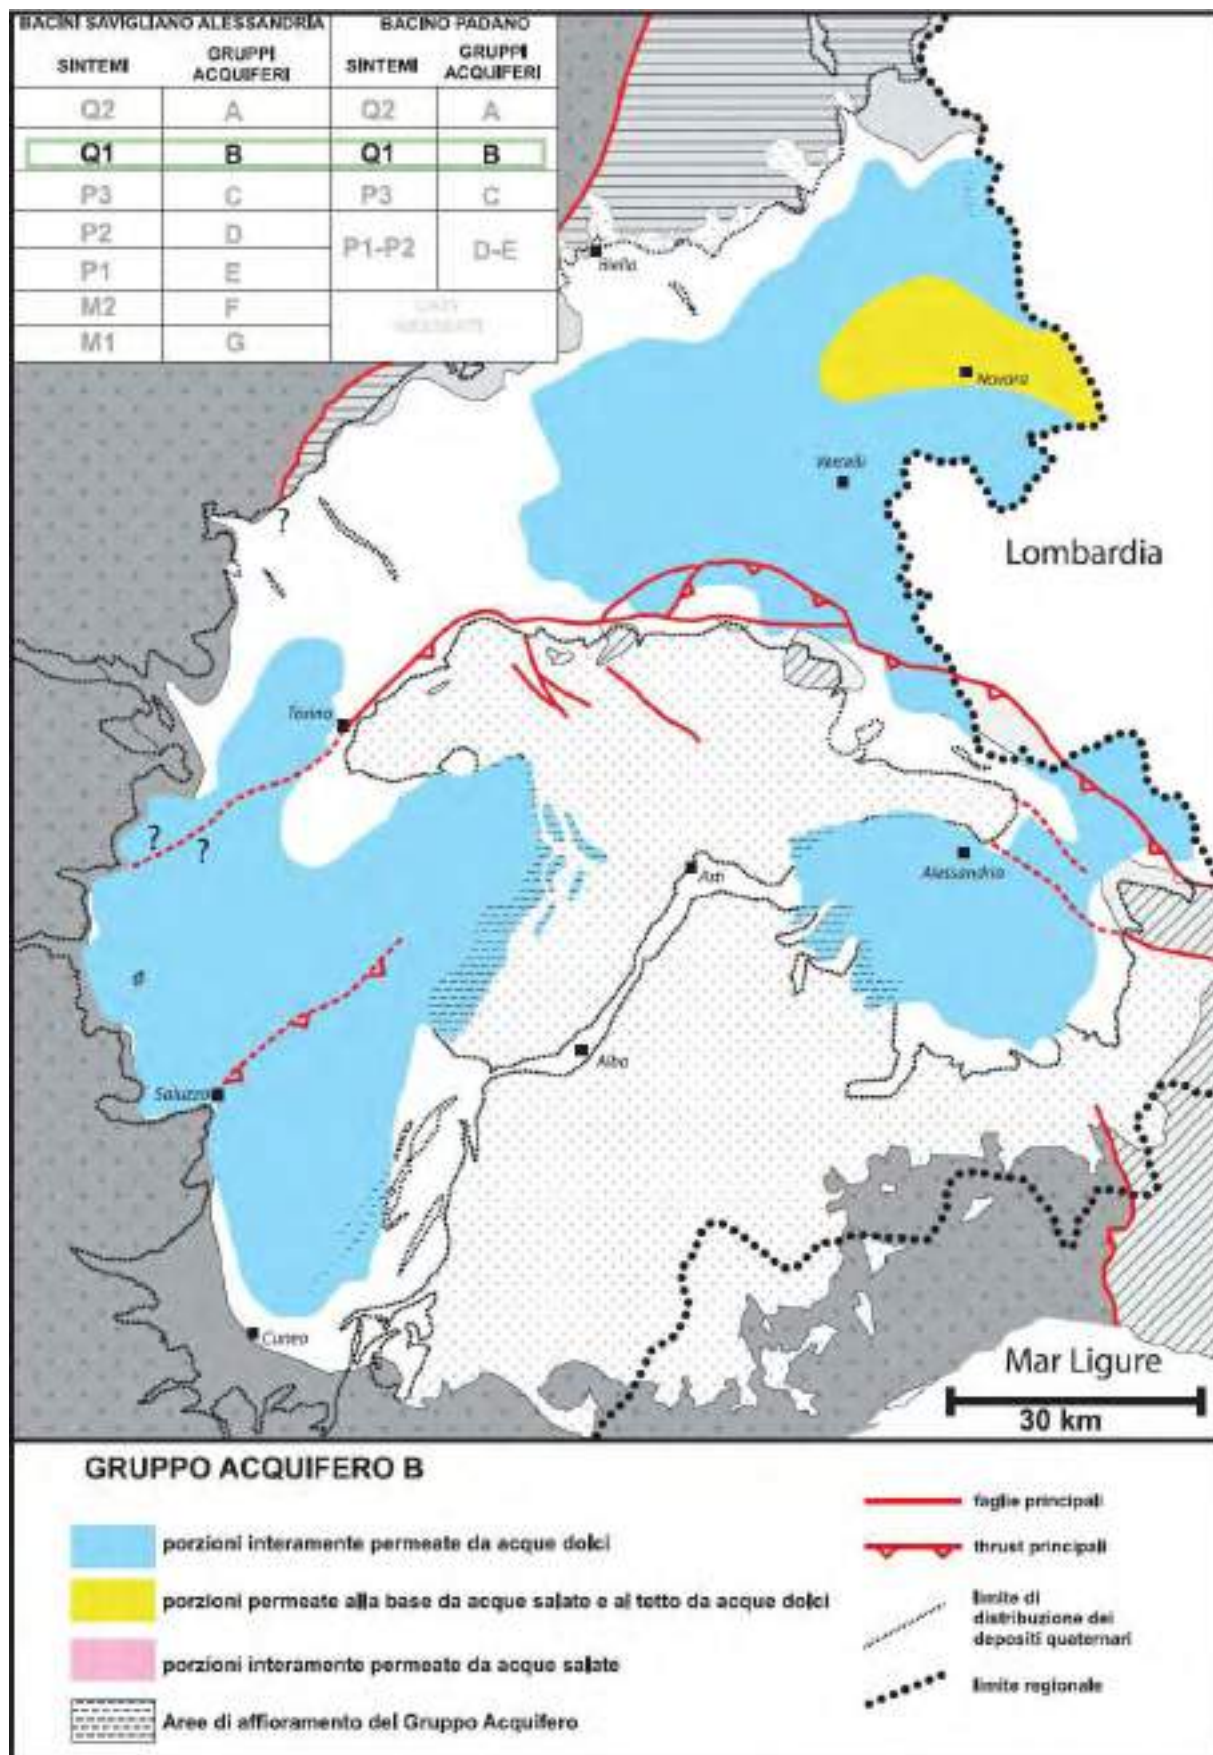 BACINI SAVIGLIANO ALESSANDRIA BACINO PADANO
SINTEMI GRUPPI ACQUIFERI SINTEMI GRUPPI ACQUIFERI
Q2 A Q2 A
Q1 B Q1 B
P3 C P3 C
P2 D P1-P2 D-E
P1 E
M2 F
M1 G
Biella
Novara
Vercelli
Lombardia
?
Torino
? ?
Asti
Alessandria
Alba
Saluzzo
Cuneo
Mar Ligure
30 km
GRUPPO ACQUIFERO B
porzioni interamente permeate da acque dolci
porzioni permeate alla base da acque salate e al tetto da acque dolci
porzioni interamente permeate da acque salate
Aree di affioramento del Gruppo Acquifero
faglie principali
thrust principali
limite di
distribuzione dei
depositi quaternari
limite regionale